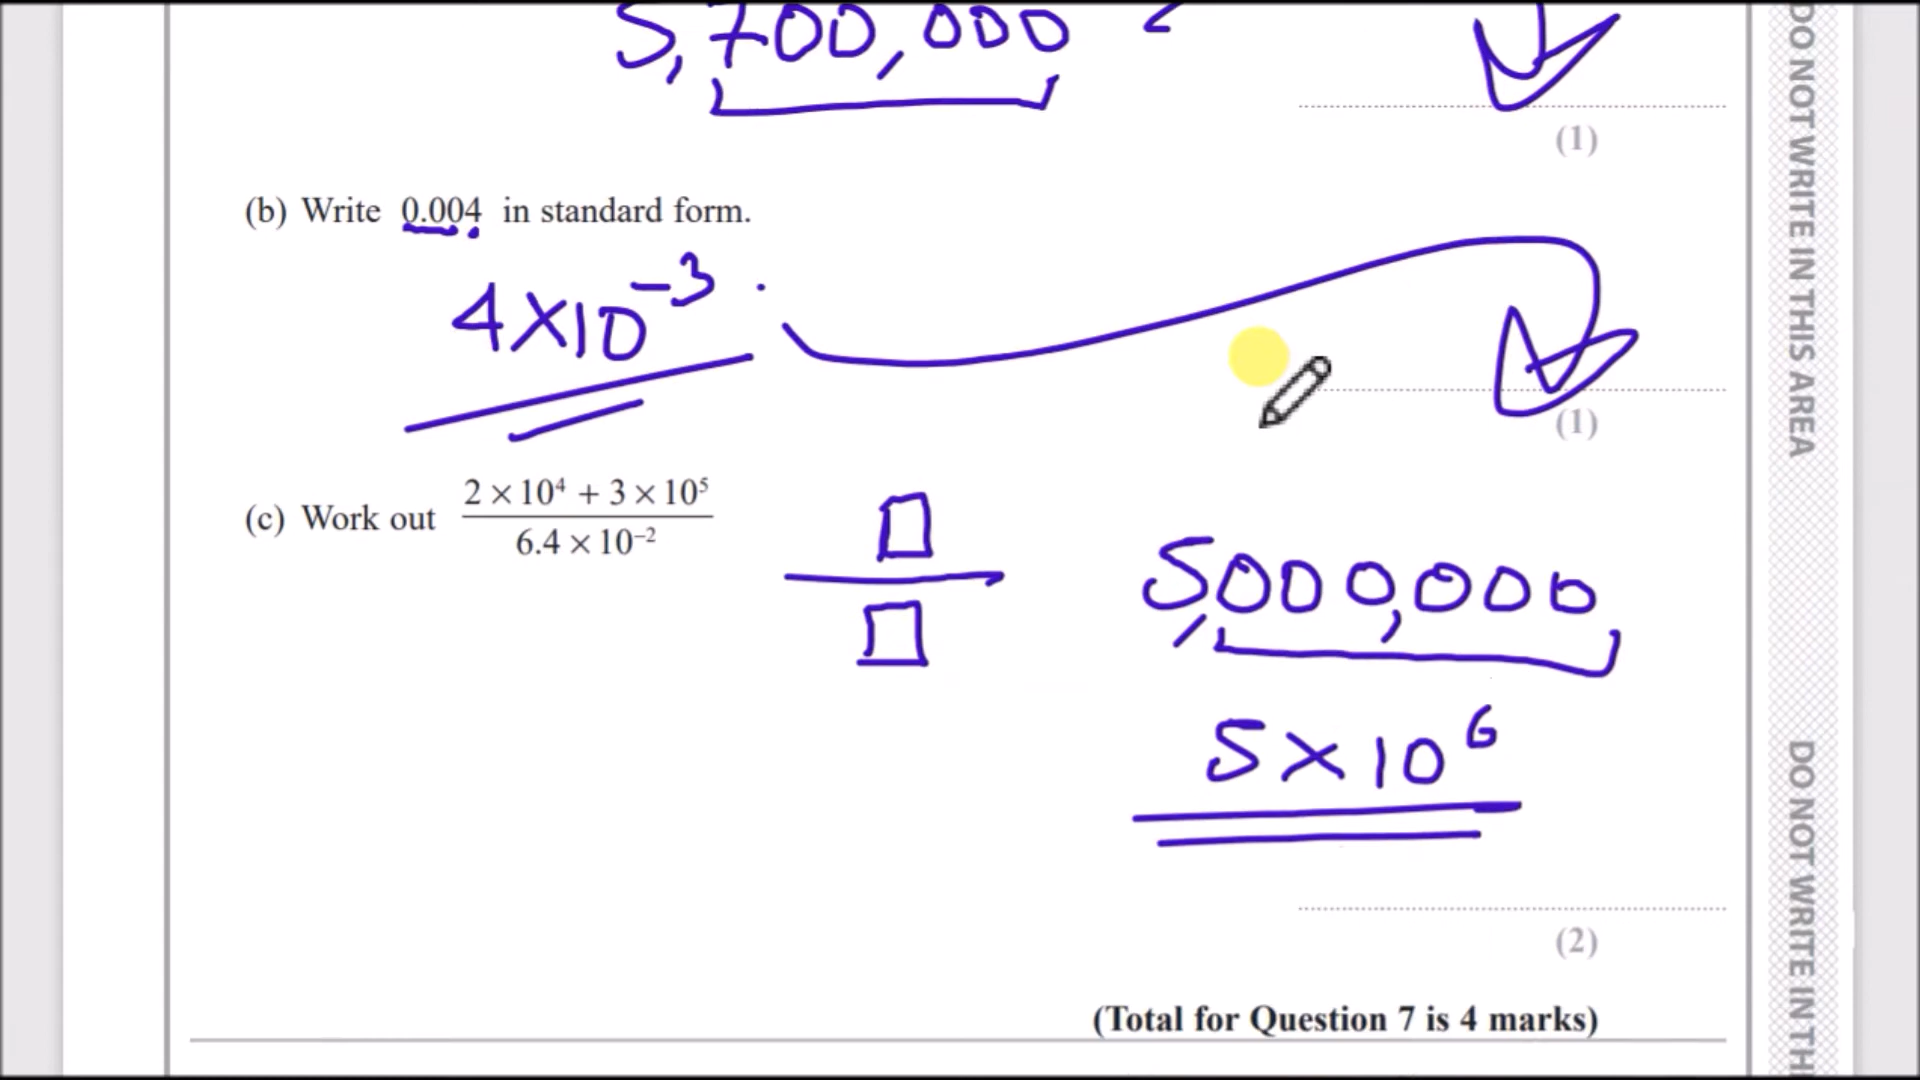 5,700,000
(1)
(b) Write 0.004 in standard form.
4×10⁻³
(1)
(c) Work out (2 × 10⁴ + 3 × 10⁵) / (6.4 × 10⁻²)
5,000,000
5×10⁶
(2)
(Total for Question 7 is 4 marks)
DO NOT WRITE IN THIS AREA
DO NOT WRITE IN TH